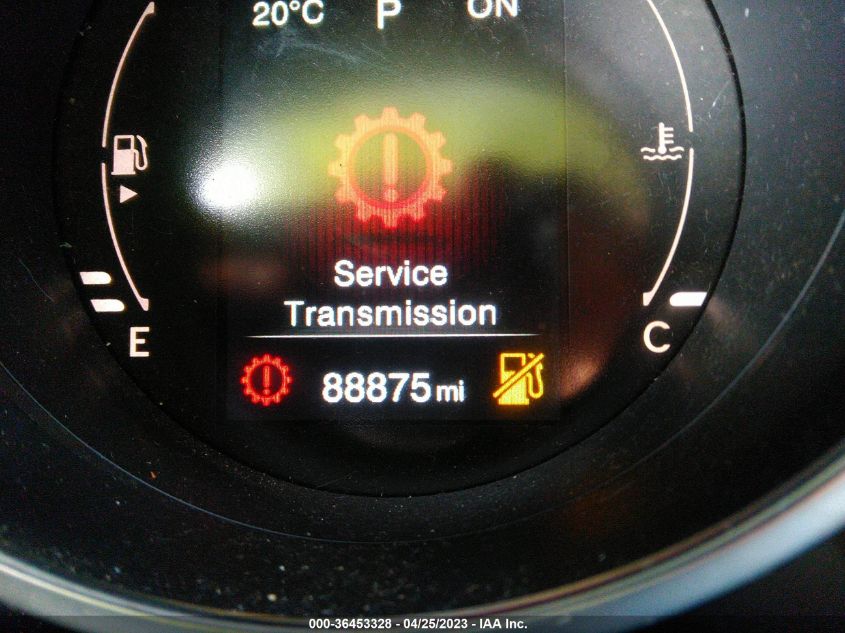 20°C P ON
Service
Transmission
E
C
88875 mi
000-36453328 - 04/25/2023 - IAA Inc.